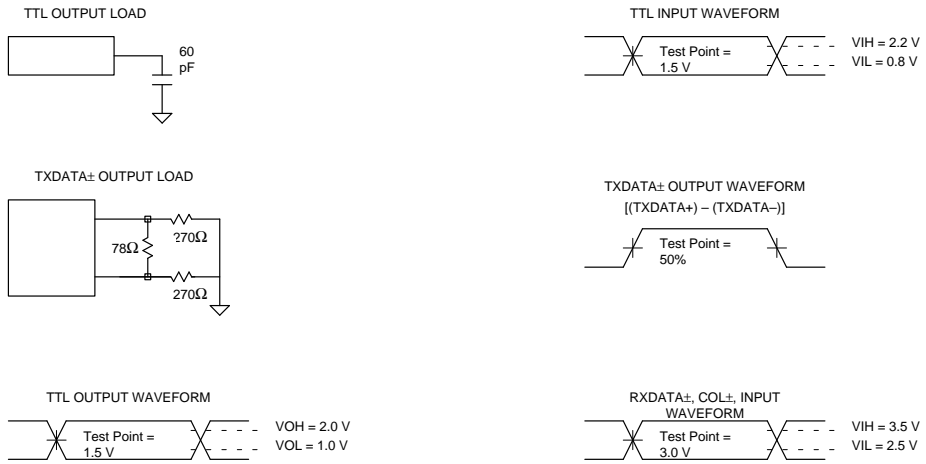 TTL OUTPUT LOAD
60
pF
TTL INPUT WAVEFORM
Test Point =
1.5 V
VIH = 2.2 V
VIL = 0.8 V
TXDATA± OUTPUT LOAD
78Ω
270Ω
270Ω
TXDATA± OUTPUT WAVEFORM
[(TXDATA+) – (TXDATA–)]
Test Point =
50%
TTL OUTPUT WAVEFORM
Test Point =
1.5 V
VOH = 2.0 V
VOL = 1.0 V
RXDATA±, COL±, INPUT
WAVEFORM
Test Point =
3.0 V
VIH = 3.5 V
VIL = 2.5 V